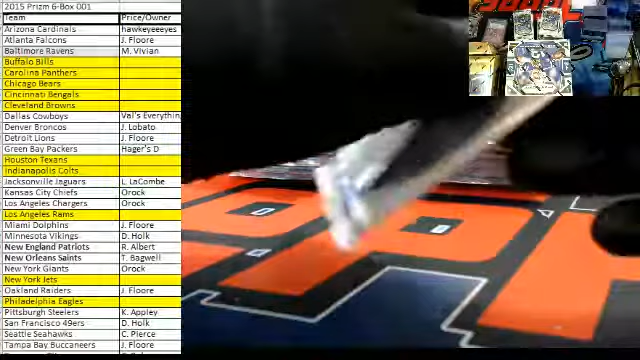 2015 Prizm 6-Box 001
Team Price/Owner
Arizona Cardinals hawkeyeeyes
Atlanta Falcons J. Floore
Baltimore Ravens M. Vivian
Buffalo Bills
Carolina Panthers
Chicago Bears
Cincinnati Bengals
Cleveland Browns
Dallas Cowboys Val's Everythin
Denver Broncos J. Lobato
Detroit Lions J. Floore
Green Bay Packers Hager's D
Houston Texans
Indianapolis Colts
Jacksonville Jaguars L. LaCombe
Kansas City Chiefs Orock
Los Angeles Chargers Orock
Los Angeles Rams
Miami Dolphins J. Floore
Minnesota Vikings D. Holk
New England Patriots R. Albert
New Orleans Saints T. Bagwell
New York Giants Orock
New York Jets
Oakland Raiders J. Floore
Philadelphia Eagles
Pittsburgh Steelers K. Appley
San Francisco 49ers D. Holk
Seattle Seahawks C. Pierce
Tampa Bay Buccaneers J. Floore